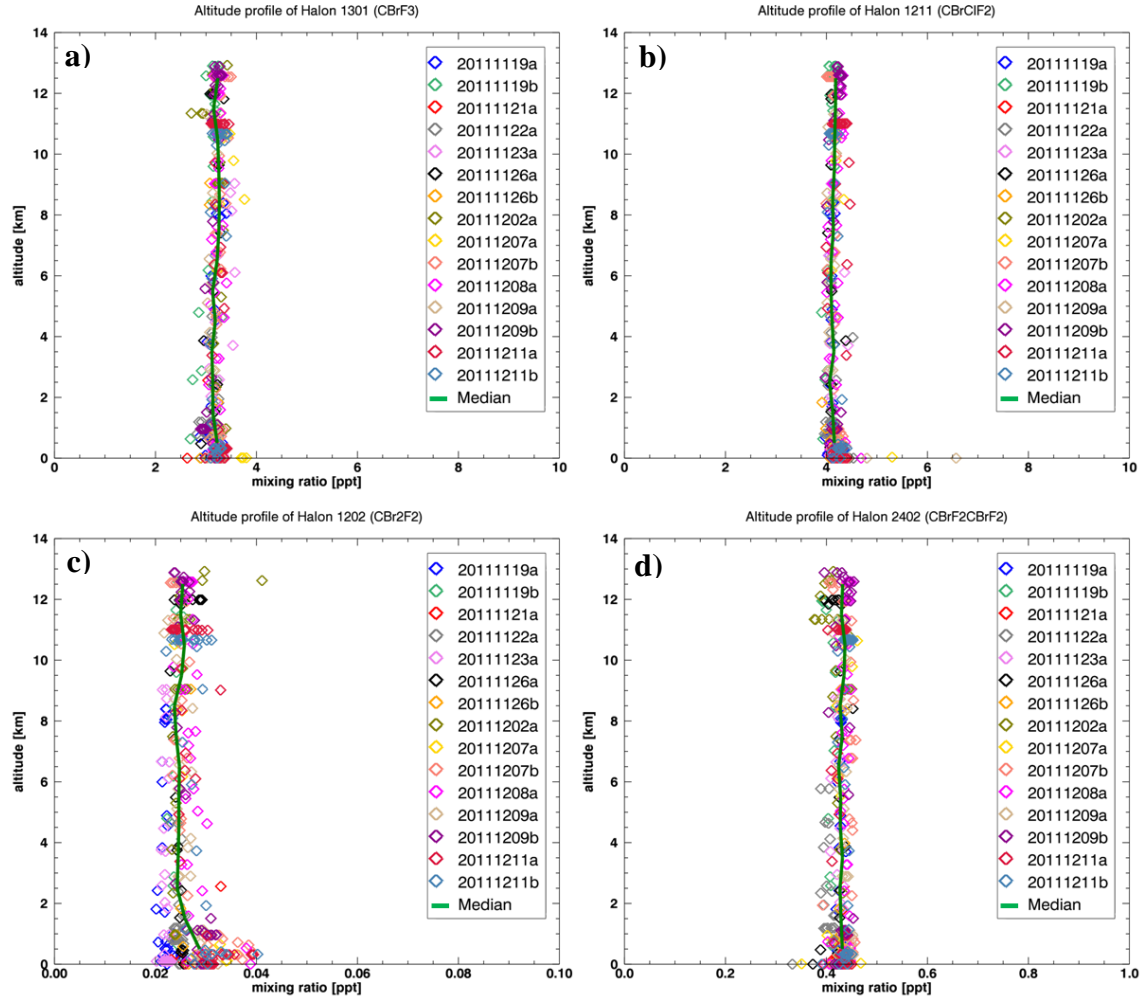 Altitude profile of Halon 1301 (CBrF3)
a)
altitude [km]
14
12
10
8
6
4
2
0
0
2
4
6
8
10
mixing ratio [ppt]
20111119a
20111119b
20111121a
20111122a
20111123a
20111126a
20111126b
20111202a
20111207a
20111207b
20111208a
20111209a
20111209b
20111211a
20111211b
Median
Altitude profile of Halon 1211 (CBrClF2)
b)
altitude [km]
14
12
10
8
6
4
2
0
0
2
4
6
8
10
mixing ratio [ppt]
20111119a
20111119b
20111121a
20111122a
20111123a
20111126a
20111126b
20111202a
20111207a
20111207b
20111208a
20111209a
20111209b
20111211a
20111211b
Median
Altitude profile of Halon 1202 (CBr2F2)
c)
altitude [km]
14
12
10
8
6
4
2
0
0.00
0.02
0.04
0.06
0.08
0.10
mixing ratio [ppt]
20111119a
20111119b
20111121a
20111122a
20111123a
20111126a
20111126b
20111202a
20111207a
20111207b
20111208a
20111209a
20111209b
20111211a
20111211b
Median
Altitude profile of Halon 2402 (CBrF2CBrF2)
d)
altitude [km]
14
12
10
8
6
4
2
0
0.0
0.2
0.4
0.6
0.8
1.0
mixing ratio [ppt]
20111119a
20111119b
20111121a
20111122a
20111123a
20111126a
20111126b
20111202a
20111207a
20111207b
20111208a
20111209a
20111209b
20111211a
20111211b
Median